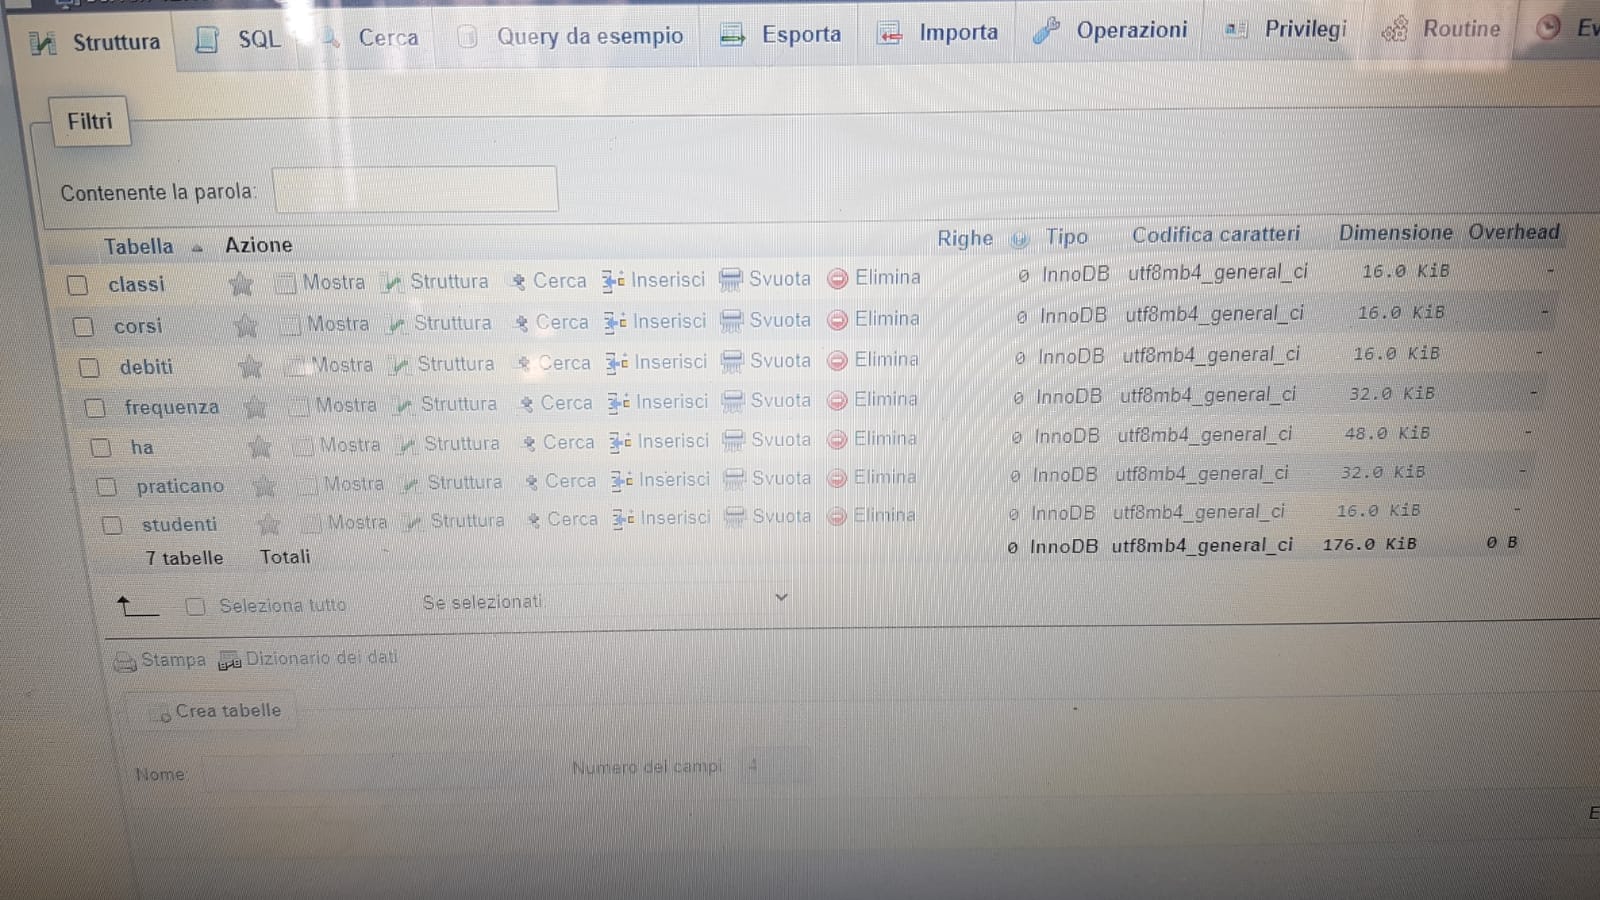 Struttura SQL Cerca Query da esempio Esporta Importa Operazioni Privilegi Routine Ev
Filtri
Contenente la parola:
Tabella Azione Righe Tipo Codifica caratteri Dimensione Overhead
classi Mostra Struttura Cerca Inserisci Svuota Elimina 0 InnoDB utf8mb4_general_ci 16.0 KiB -
corsi Mostra Struttura Cerca Inserisci Svuota Elimina 0 InnoDB utf8mb4_general_ci 16.0 KiB -
debiti Mostra Struttura Cerca Inserisci Svuota Elimina 0 InnoDB utf8mb4_general_ci 16.0 KiB -
frequenza Mostra Struttura Cerca Inserisci Svuota Elimina 0 InnoDB utf8mb4_general_ci 32.0 KiB -
ha Mostra Struttura Cerca Inserisci Svuota Elimina 0 InnoDB utf8mb4_general_ci 48.0 KiB -
praticano Mostra Struttura Cerca Inserisci Svuota Elimina 0 InnoDB utf8mb4_general_ci 32.0 KiB -
studenti Mostra Struttura Cerca Inserisci Svuota Elimina 0 InnoDB utf8mb4_general_ci 16.0 KiB -
7 tabelle Totali 0 InnoDB utf8mb4_general_ci 176.0 KiB 0 B
Seleziona tutto Se selezionati:
Stampa Dizionario dei dati
Crea tabelle
Nome: Numero dei campi: 4
E